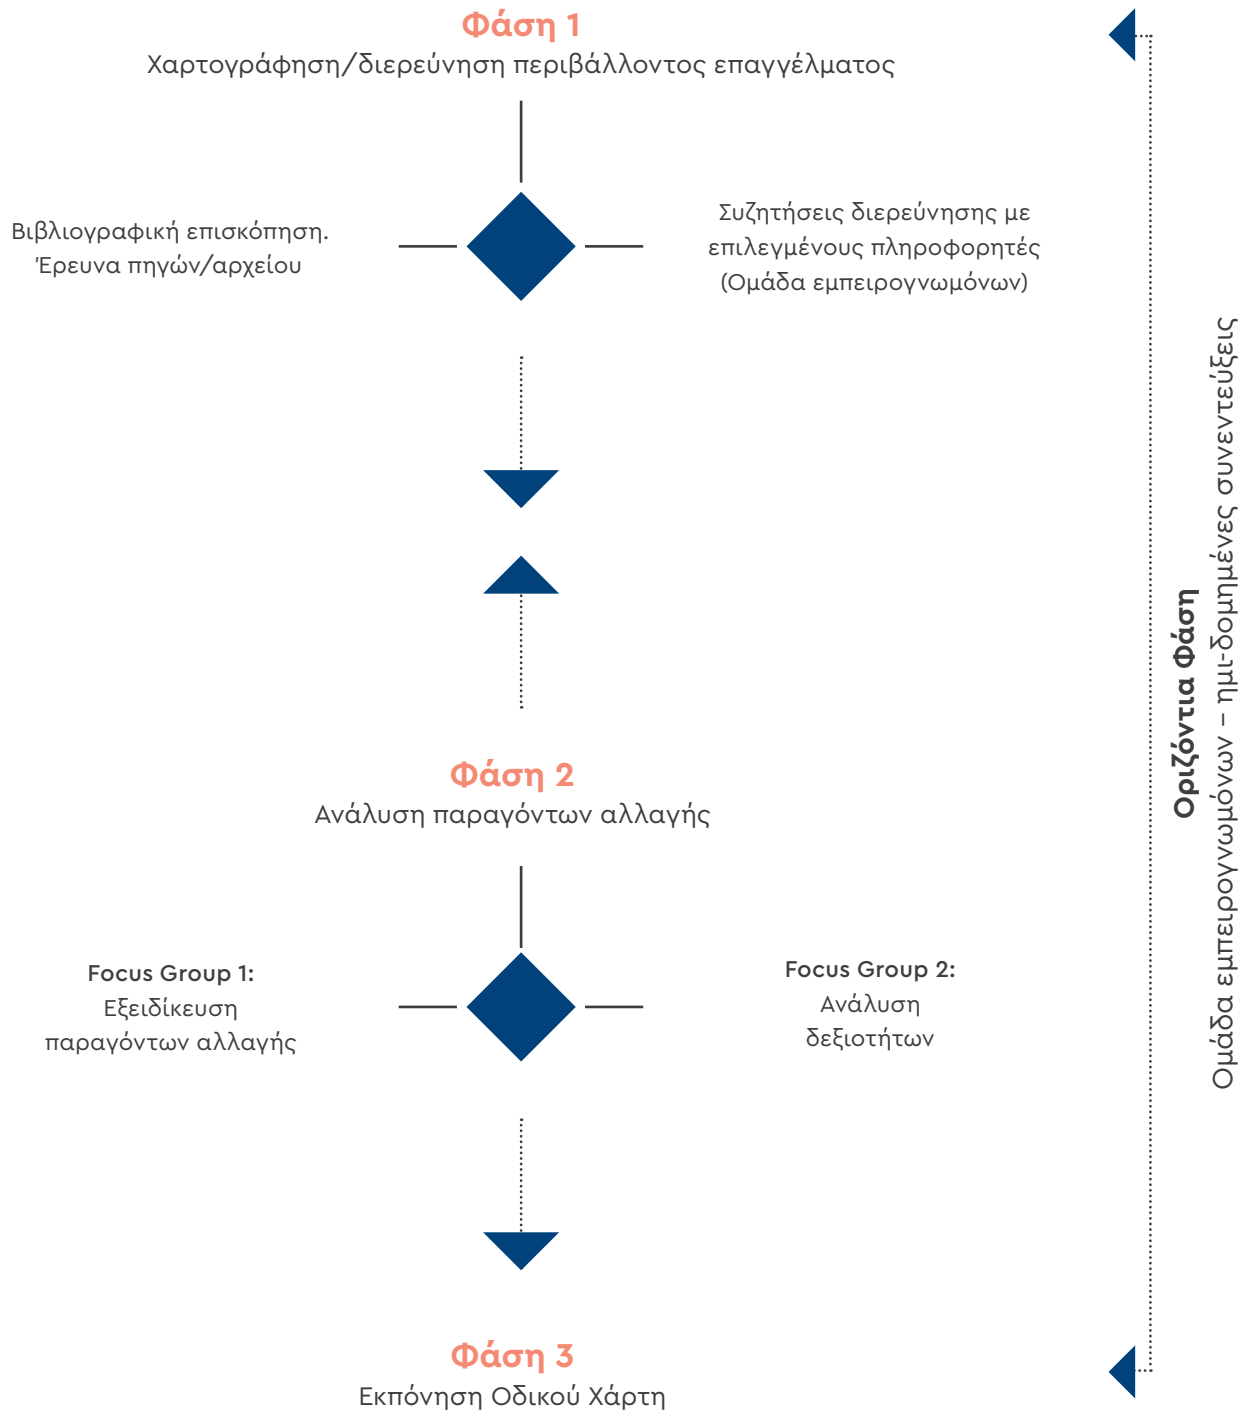 Φάση 1
Χαρτογράφηση/διερεύνηση περιβάλλοντος επαγγέλματος
Βιβλιογραφική επισκόπηση.
Έρευνα πηγών/αρχείου
Συζητήσεις διερεύνησης με
επιλεγμένους πληροφορητές
(Ομάδα εμπειρογνωμόνων)
Φάση 2
Ανάλυση παραγόντων αλλαγής
Focus Group 1:
Εξειδίκευση
παραγόντων αλλαγής
Focus Group 2:
Ανάλυση
δεξιοτήτων
Φάση 3
Εκπόνηση Οδικού Χάρτη
Οριζόντια Φάση
Ομάδα εμπειρογνωμόνων – ημι-δομημένες συνεντεύξεις